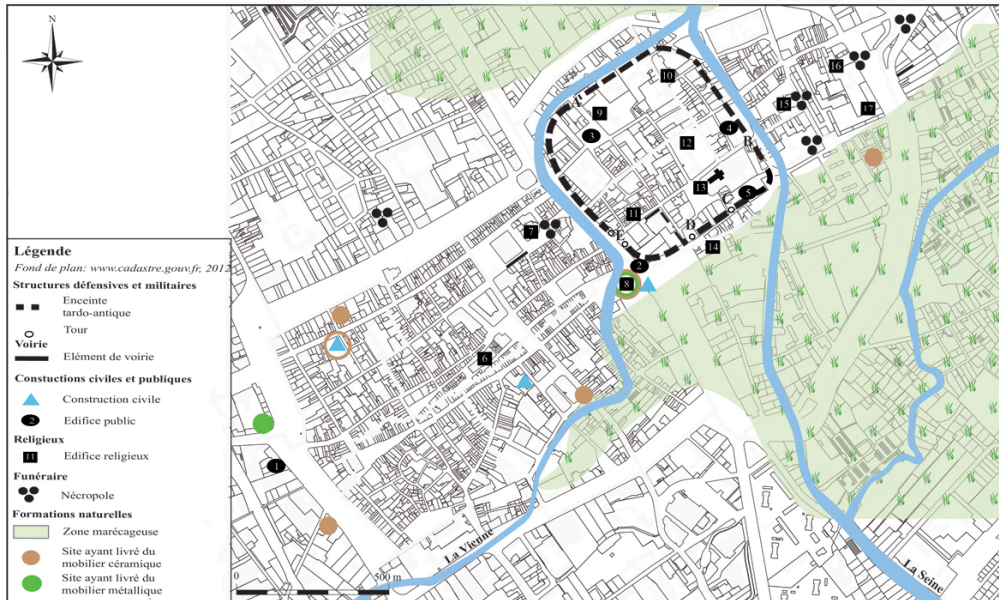 N
Légende
Fond de plan: www.cadastre.gouv.fr, 2012
Structures défensives et militaires
Enceinte
tardo-antique
Tour
Voirie
Elément de voirie
Constuctions civiles et publiques
Construction civile
2
Edifice public
Religieux
11
Edifice religieux
Funéraire
Nécropole
Formations naturelles
Zone marécageuse
Site ayant livré du
mobilier céramique
Site ayant livré du
mobilier métallique
16
10
A
15
17
9
3
4
12
B
13
5
C
11
7
E
D
14
2
8
6
1
La Vienne
La Seine
0
500 m